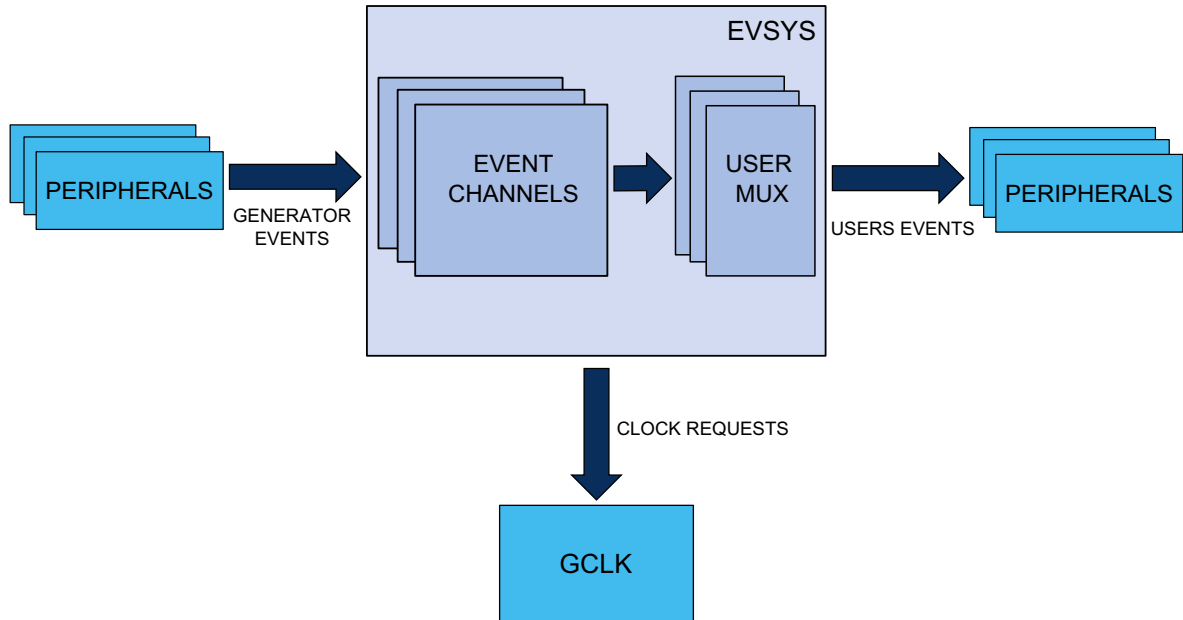 EVSYS
PERIPHERALS
GENERATOR
EVENTS
EVENT
CHANNELS
USER
MUX
USERS EVENTS
PERIPHERALS
CLOCK REQUESTS
GCLK